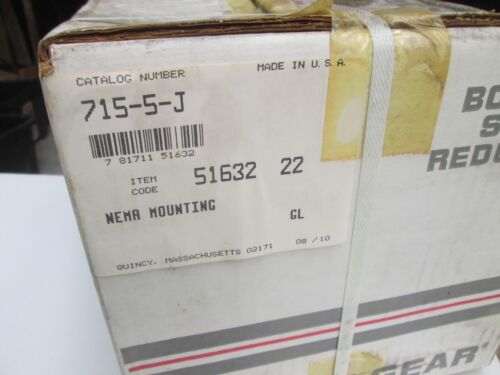 CATALOG NUMBER
MADE IN U.S.A.
715-5-J
7 81711 51632
ITEM CODE 51632 22
NEMA MOUNTING
GL
QUINCY, MASSACHUSETTS 02171 08/10
BO
S
REDU
GEAR®